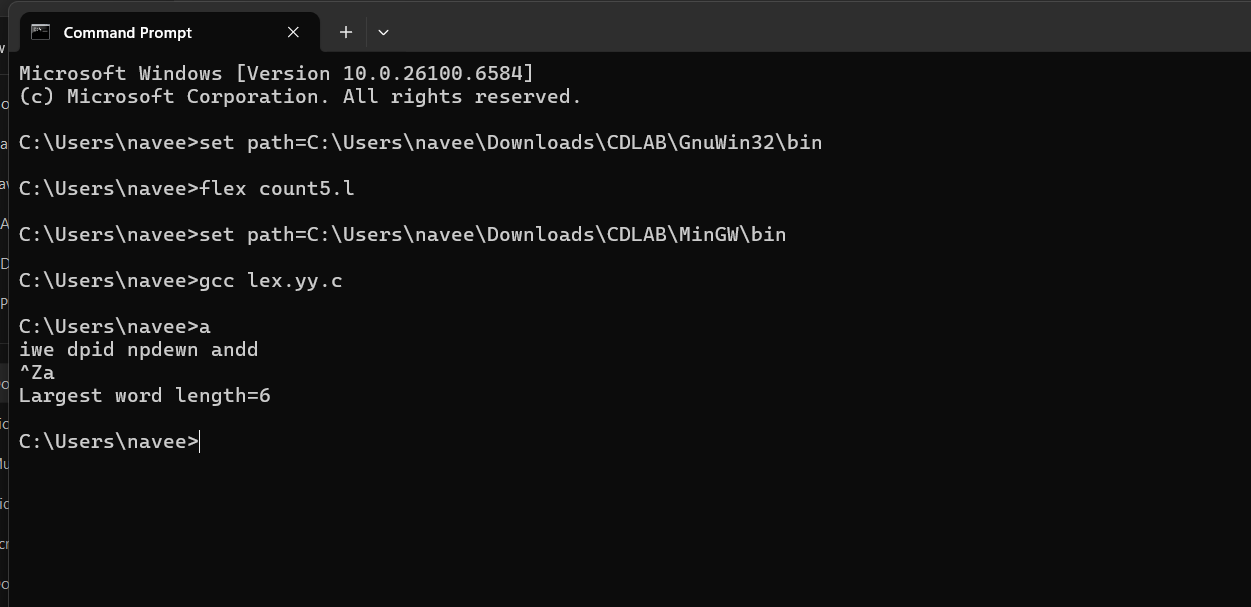 Command Prompt
Microsoft Windows [Version 10.0.26100.6584]
(c) Microsoft Corporation. All rights reserved.
C:\Users\navee>set path=C:\Users\navee\Downloads\CDLAB\GnuWin32\bin
C:\Users\navee>flex count5.l
C:\Users\navee>set path=C:\Users\navee\Downloads\CDLAB\MinGW\bin
C:\Users\navee>gcc lex.yy.c
C:\Users\navee>a
iwe dpid npdewn andd
^Za
Largest word length=6
C:\Users\navee>